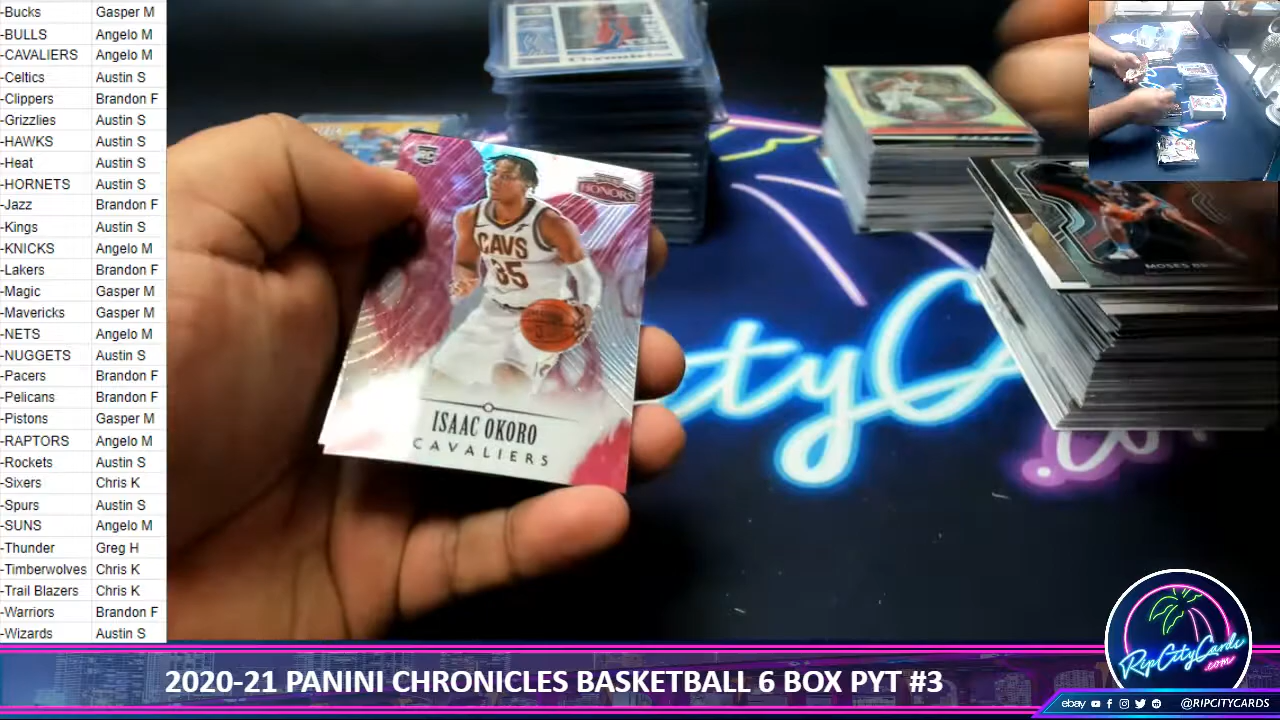 -Bucks Gasper M
-BULLS Angelo M
-CAVALIERS Angelo M
-Celtics Austin S
-Clippers Brandon F
-Grizzlies Austin S
-HAWKS Austin S
-Heat Austin S
-HORNETS Austin S
-Jazz Brandon F
-Kings Austin S
-KNICKS Angelo M
-Lakers Brandon F
-Magic Gasper M
-Mavericks Gasper M
-NETS Angelo M
-NUGGETS Austin S
-Pacers Brandon F
-Pelicans Brandon F
-Pistons Gasper M
-RAPTORS Angelo M
-Rockets Austin S
-Sixers Chris K
-Spurs Austin S
-SUNS Angelo M
-Thunder Greg H
-Timberwolves Chris K
-Trail Blazers Chris K
-Warriors Brandon F
-Wizards Austin S
Chronicles
RC
HONORS
CAVS
35
ISAAC OKORO
CAVALIERS
MOSES
RipCityCards
.com
2020-21 PANINI CHRONICLES BASKETBALL 6 BOX PYT #3
ebay @RIPCITYCARDS